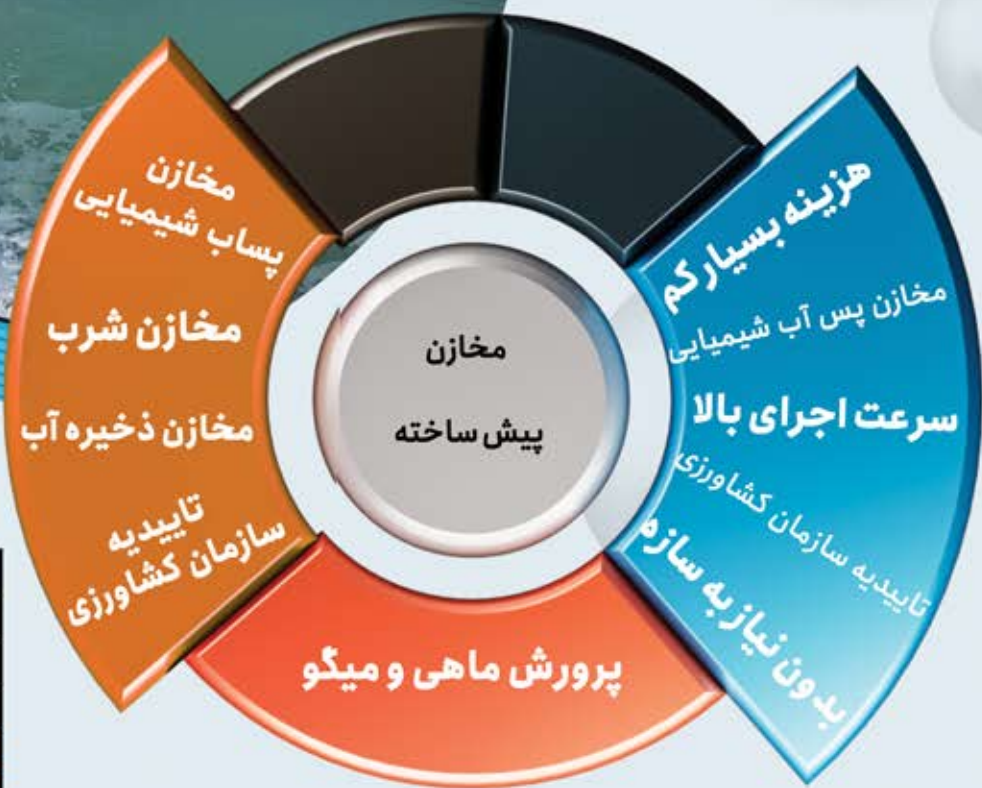 هزینه بسیار کم
مخازن پس آب شیمیایی
سرعت اجرای بالا
تاییدیه سازمان کشاورزی
بدون نیاز به سازه
مخازن
پیش ساخته
مخازن
پساب شیمیایی
مخازن شرب
مخازن ذخیره آب
تاییدیه
سازمان کشاورزی
پرورش ماهی و میگو